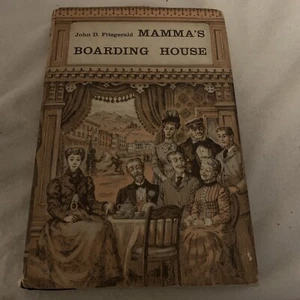 John D. Fitzgerald MAMMA'S
BOARDING HOUSE